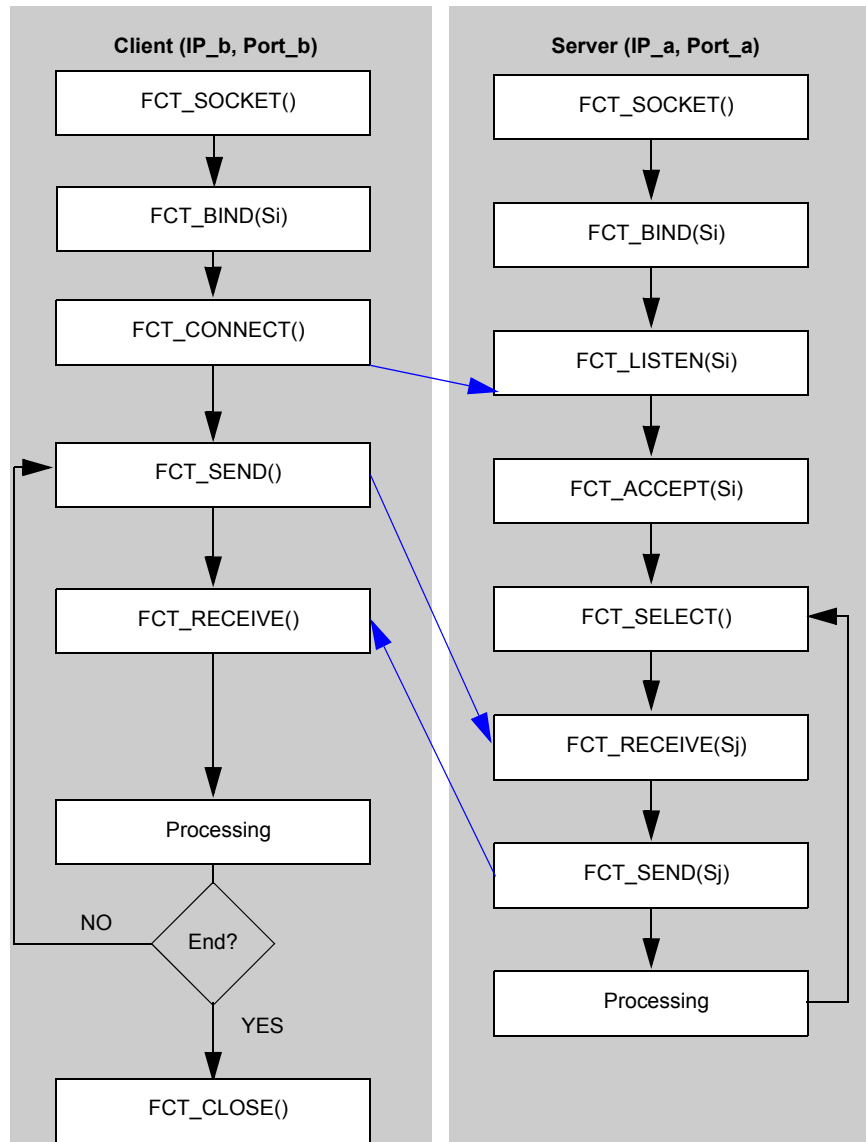 Client (IP_b, Port_b)
FCT_SOCKET()
FCT_BIND(Si)
FCT_CONNECT()
FCT_SEND()
FCT_RECEIVE()
Processing
NO
End?
YES
FCT_CLOSE()
Server (IP_a, Port_a)
FCT_SOCKET()
FCT_BIND(Si)
FCT_LISTEN(Si)
FCT_ACCEPT(Si)
FCT_SELECT()
FCT_RECEIVE(Sj)
FCT_SEND(Sj)
Processing